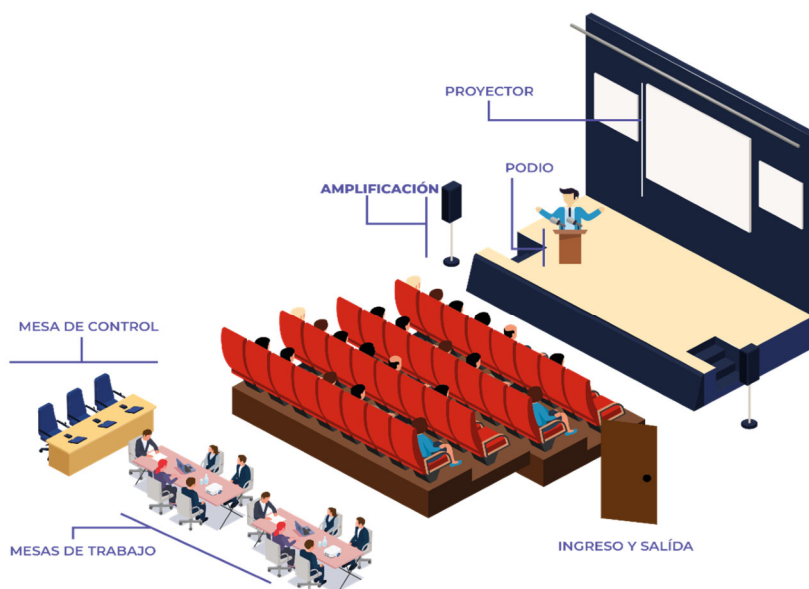 PROYECTOR
PODIO
AMPLIFICACIÓN
MESA DE CONTROL
MESAS DE TRABAJO
INGRESO Y SALÍDA